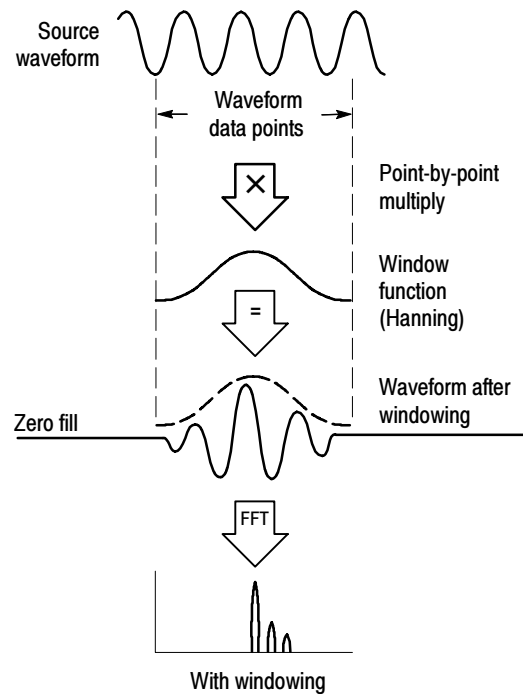 Source
waveform
Waveform
data points
×
Point-by-point
multiply
Window
function
(Hanning)
=
Waveform after
windowing
Zero fill
FFT
With windowing